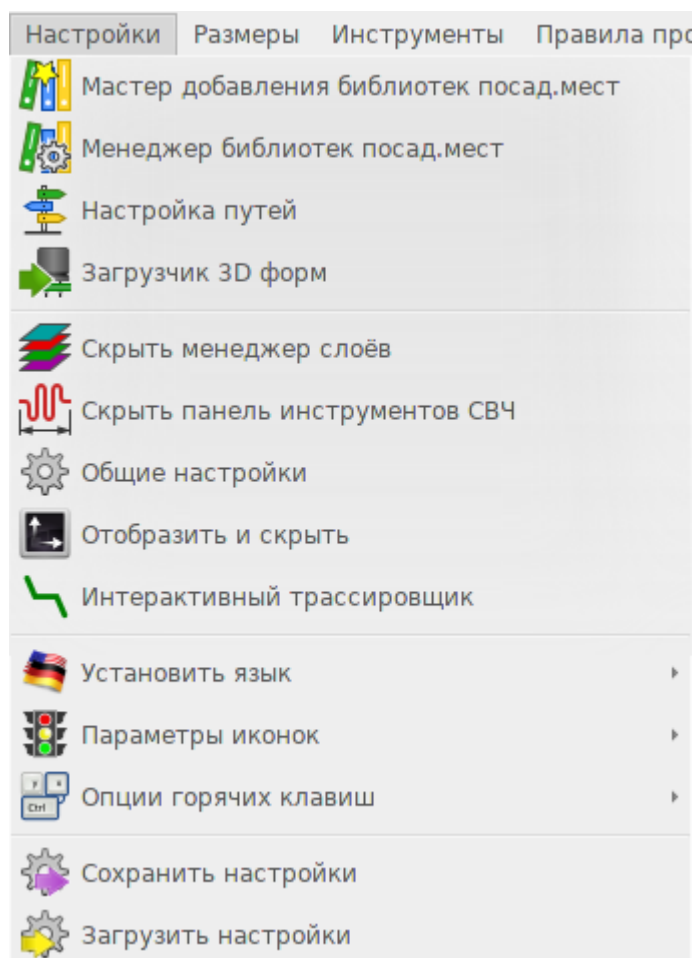 Настройки Размеры Инструменты Правила про
Мастер добавления библиотек посад.мест
Менеджер библиотек посад.мест
Настройка путей
Загрузчик 3D форм
Скрыть менеджер слоёв
Скрыть панель инструментов СВЧ
Общие настройки
Отобразить и скрыть
Интерактивный трассировщик
Установить язык
Параметры иконок
Опции горячих клавиш
Сохранить настройки
Загрузить настройки